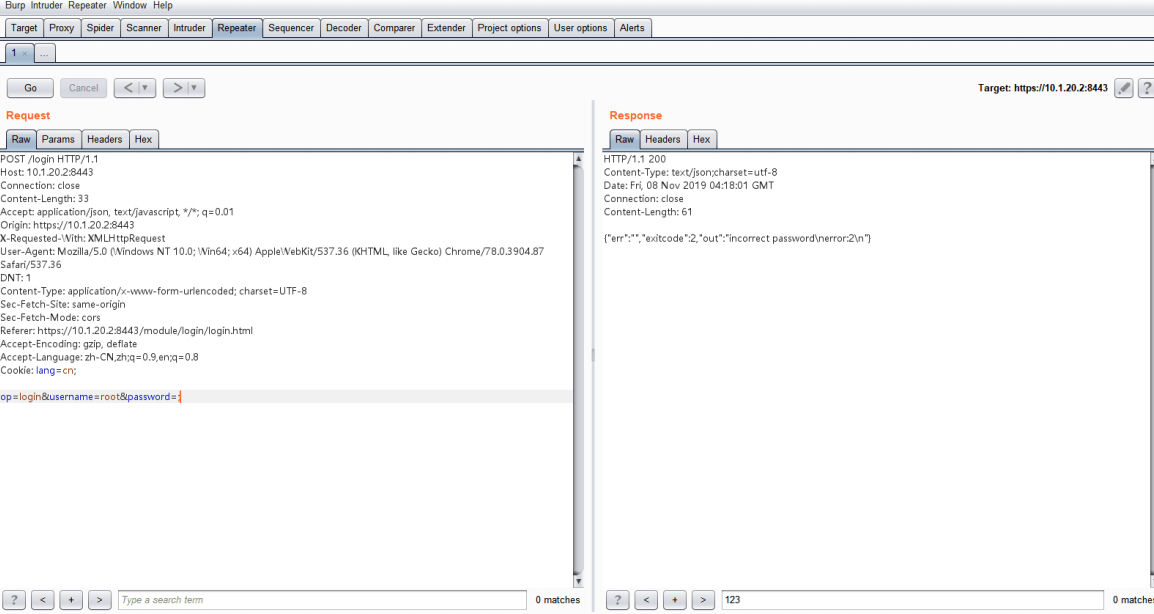 Burp Intruder Repeater Window Help
Target Proxy Spider Scanner Intruder Repeater Sequencer Decoder Comparer Extender Project options User options Alerts
1 × ...
Go Cancel < ▼ > ▼ Target: https://10.1.20.2:8443 ?
Request
Raw Params Headers Hex
POST /login HTTP/1.1
Host: 10.1.20.2:8443
Connection: close
Content-Length: 33
Accept: application/json, text/javascript, */*; q=0.01
Origin: https://10.1.20.2:8443
X-Requested-With: XMLHttpRequest
User-Agent: Mozilla/5.0 (Windows NT 10.0; Win64; x64) AppleWebKit/537.36 (KHTML, like Gecko) Chrome/78.0.3904.87
Safari/537.36
DNT: 1
Content-Type: application/x-www-form-urlencoded; charset=UTF-8
Sec-Fetch-Site: same-origin
Sec-Fetch-Mode: cors
Referer: https://10.1.20.2:8443/module/login/login.html
Accept-Encoding: gzip, deflate
Accept-Language: zh-CN,zh;q=0.9,en;q=0.8
Cookie: lang=cn;
op=login&username=root&password=;
? < + > Type a search term 0 matches
Response
Raw Headers Hex
HTTP/1.1 200
Content-Type: text/json;charset=utf-8
Date: Fri, 08 Nov 2019 04:18:01 GMT
Connection: close
Content-Length: 61
{"err":"","exitcode":2,"out":"incorrect password\nerror:2\n"}
? < + > 123 0 matches